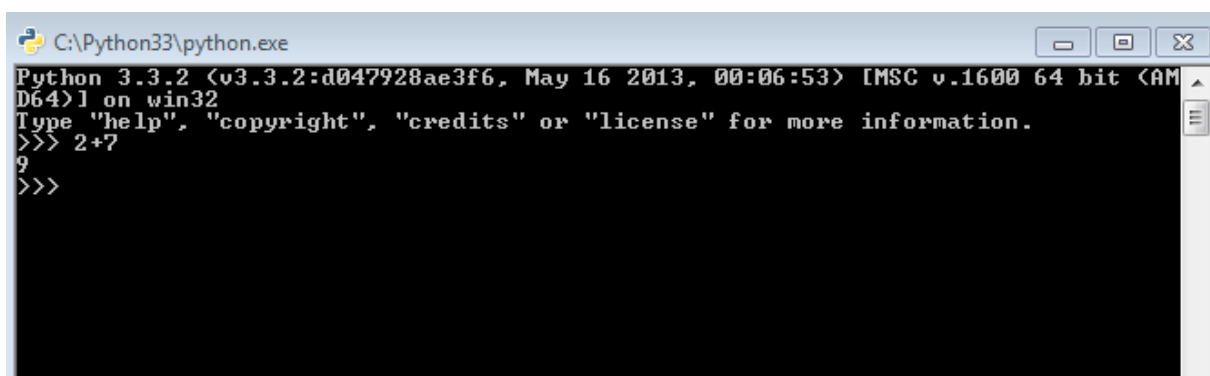 C:\Python33\python.exe
Python 3.3.2 (v3.3.2:d047928ae3f6, May 16 2013, 00:06:53) [MSC v.1600 64 bit (AM
D64)] on win32
Type "help", "copyright", "credits" or "license" for more information.
>>> 2+7
9
>>>